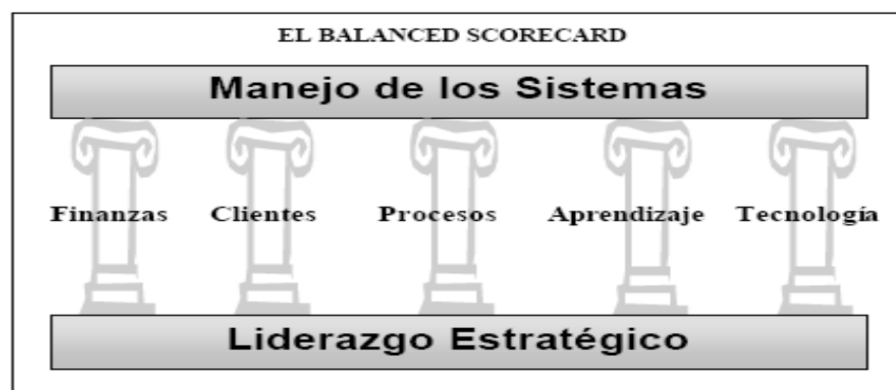 EL BALANCED SCORECARD
Manejo de los Sistemas
Finanzas Clientes Procesos Aprendizaje Tecnología
Liderazgo Estratégico